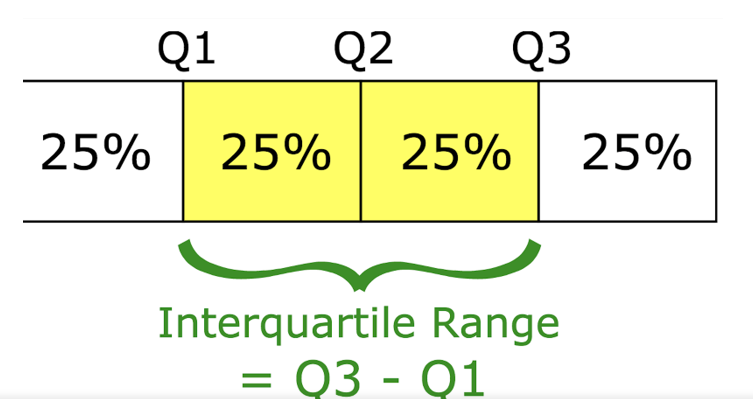 Q1 Q2 Q3
25% 25% 25% 25%
Interquartile Range
= Q3 - Q1